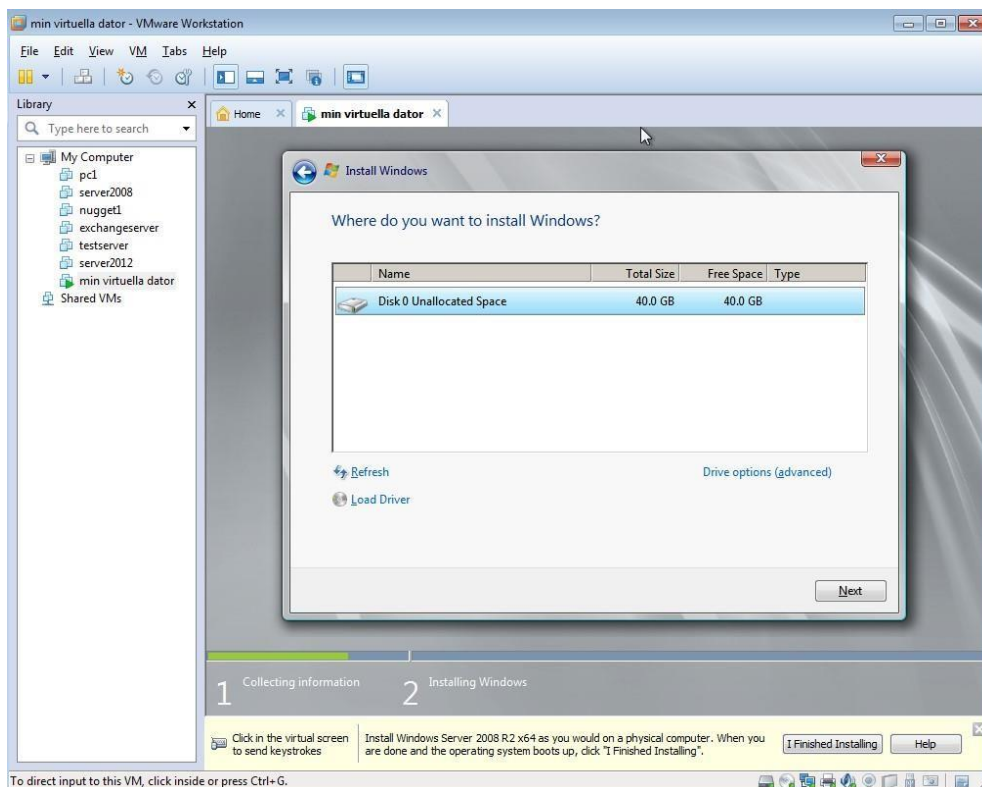 min virtuella dator - VMware Workstation
File Edit View VM Tabs Help
Library
Type here to search
My Computer
pc1
server2008
nugget1
exchangeserver
testserver
server2012
min virtuella dator
Shared VMs
Home
min virtuella dator
Install Windows
Where do you want to install Windows?
Name Total Size Free Space Type
Disk 0 Unallocated Space 40.0 GB 40.0 GB
Refresh
Drive options (advanced)
Load Driver
Next
1 Collecting information
2 Installing Windows
Click in the virtual screen
to send keystrokes
Install Windows Server 2008 R2 x64 as you would on a physical computer. When you
are done and the operating system boots up, click "I Finished Installing".
I Finished Installing
Help
To direct input to this VM, click inside or press Ctrl+G.